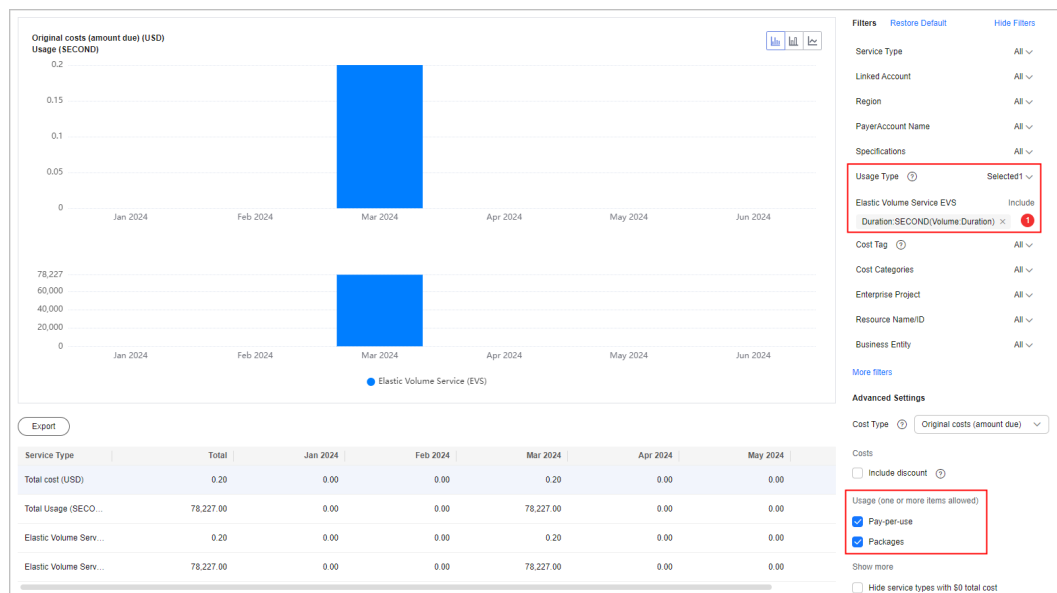 Original costs (amount due) (USD)
Usage (SECOND)
0.2
0.15
0.1
0.05
0
Jan 2024 Feb 2024 Mar 2024 Apr 2024 May 2024 Jun 2024
78,227
60,000
40,000
20,000
0
Jan 2024 Feb 2024 Mar 2024 Apr 2024 May 2024 Jun 2024
Elastic Volume Service (EVS)
Export
Service Type Total Jan 2024 Feb 2024 Mar 2024 Apr 2024 May 2024
Total cost (USD) 0.20 0.00 0.00 0.20 0.00 0.00
Total Usage (SECO... 78,227.00 0.00 0.00 78,227.00 0.00 0.00
Elastic Volume Serv... 0.20 0.00 0.00 0.20 0.00 0.00
Elastic Volume Serv... 78,227.00 0.00 0.00 78,227.00 0.00 0.00
Filters Restore Default Hide Filters
Service Type All
Linked Account All
Region All
PayerAccount Name All
Specifications All
Usage Type ? Selected1
Elastic Volume Service EVS Include
Duration:SECOND(Volume:Duration) × 1
Cost Tag ? All
Cost Categories All
Enterprise Project All
Resource Name/ID All
Business Entity All
More filters
Advanced Settings
Cost Type ? Original costs (amount due)
Costs
Include discount ?
Usage (one or more items allowed)
Pay-per-use
Packages
Show more
Hide service types with $0 total cost